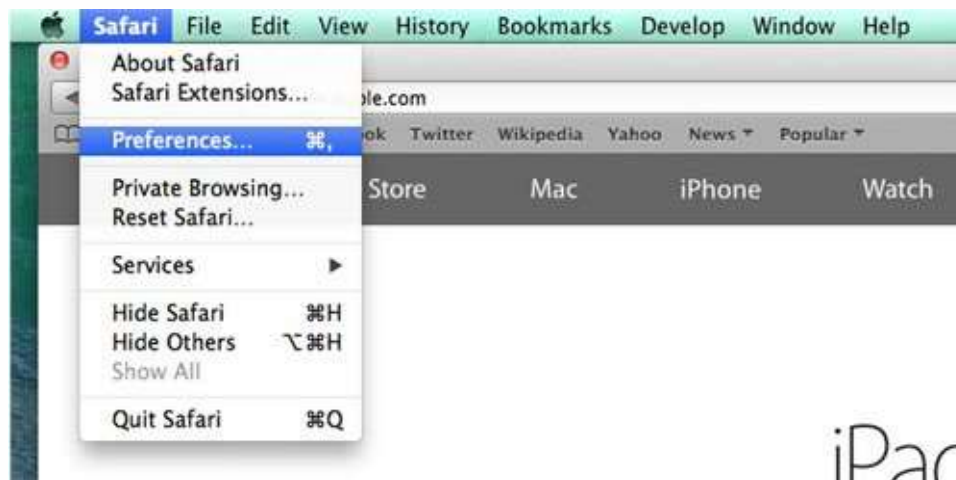 Safari File Edit View History Bookmarks Develop Window Help
About Safari
Safari Extensions...
ple.com
Preferences... ⌘,
ok Twitter Wikipedia Yahoo News Popular
Private Browsing...
Store Mac iPhone Watch
Reset Safari...
Services
Hide Safari ⌘H
Hide Others ⌥⌘H
Show All
Quit Safari ⌘Q
iPad